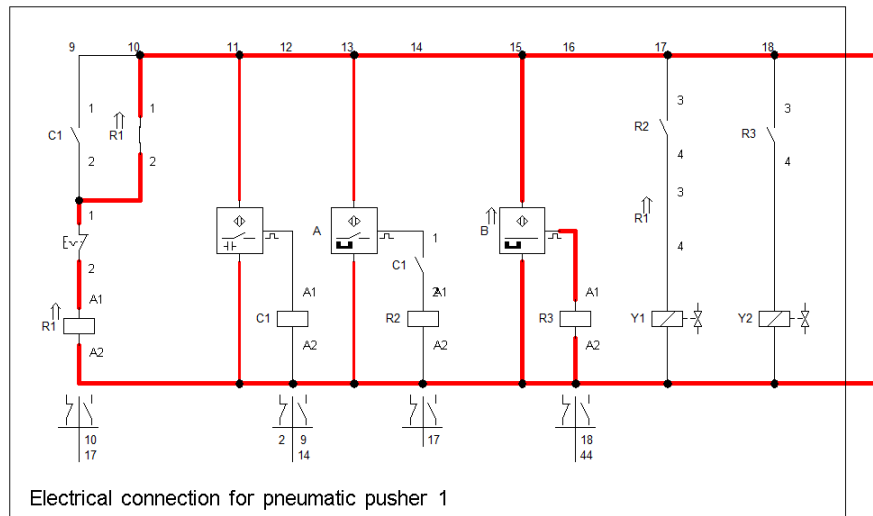 9 10 11 12 13 14 15 16 17 18
1 1 3 3
C1 R1 R2 R3
2 2 4 4
1 A B 1 3
C1 R1
2 4
A1 A1 2 A1 A1
R1 C1 R2 R3 Y1 Y2
A2 A2 A2 A2
10 2 9 17 18
17 14 44
Electrical connection for pneumatic pusher 1